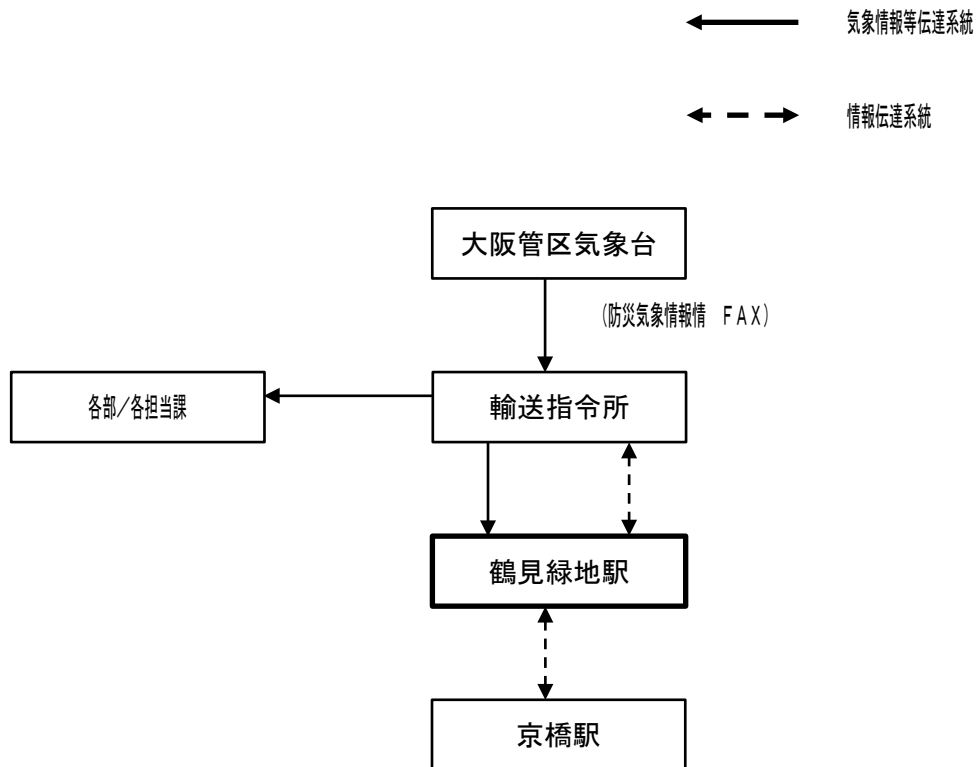 気象情報等伝達系統
情報伝達系統
大阪管区気象台
（防災気象情報情　ＦＡＸ）
各部／各担当課
輸送指令所
鶴見緑地駅
京橋駅